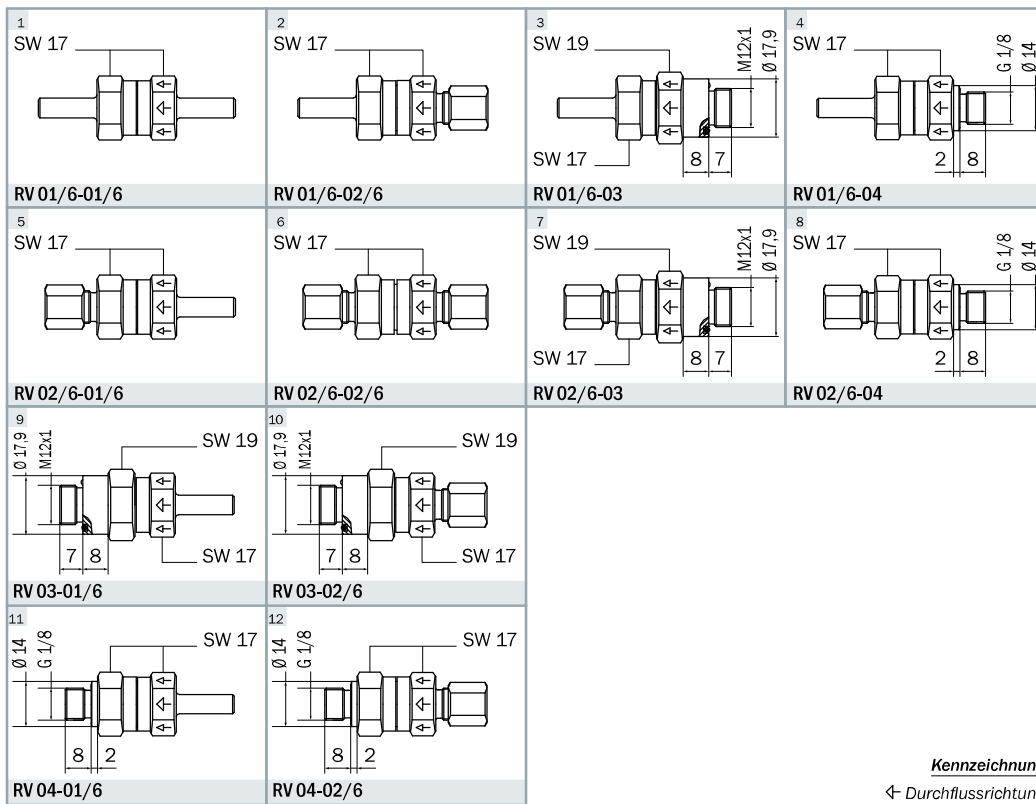 1
SW 17
RV 01/6-01/6
2
SW 17
RV 01/6-02/6
3
SW 19
M12x1
Ø 17,9
SW 17
8
7
RV 01/6-03
4
SW 17
G 1/8
Ø 14
2
8
RV 01/6-04
5
SW 17
RV 02/6-01/6
6
SW 17
RV 02/6-02/6
7
SW 19
M12x1
Ø 17,9
SW 17
8
7
RV 02/6-03
8
SW 17
G 1/8
Ø 14
2
8
RV 02/6-04
9
Ø 17,9
M12x1
SW 19
7
8
SW 17
RV 03-01/6
10
Ø 17,9
M12x1
SW 19
7
8
SW 17
RV 03-02/6
11
Ø 14
G 1/8
SW 17
8
2
RV 04-01/6
12
Ø 14
G 1/8
SW 17
8
2
RV 04-02/6
Kennzeichnun
Durchflussrichtun